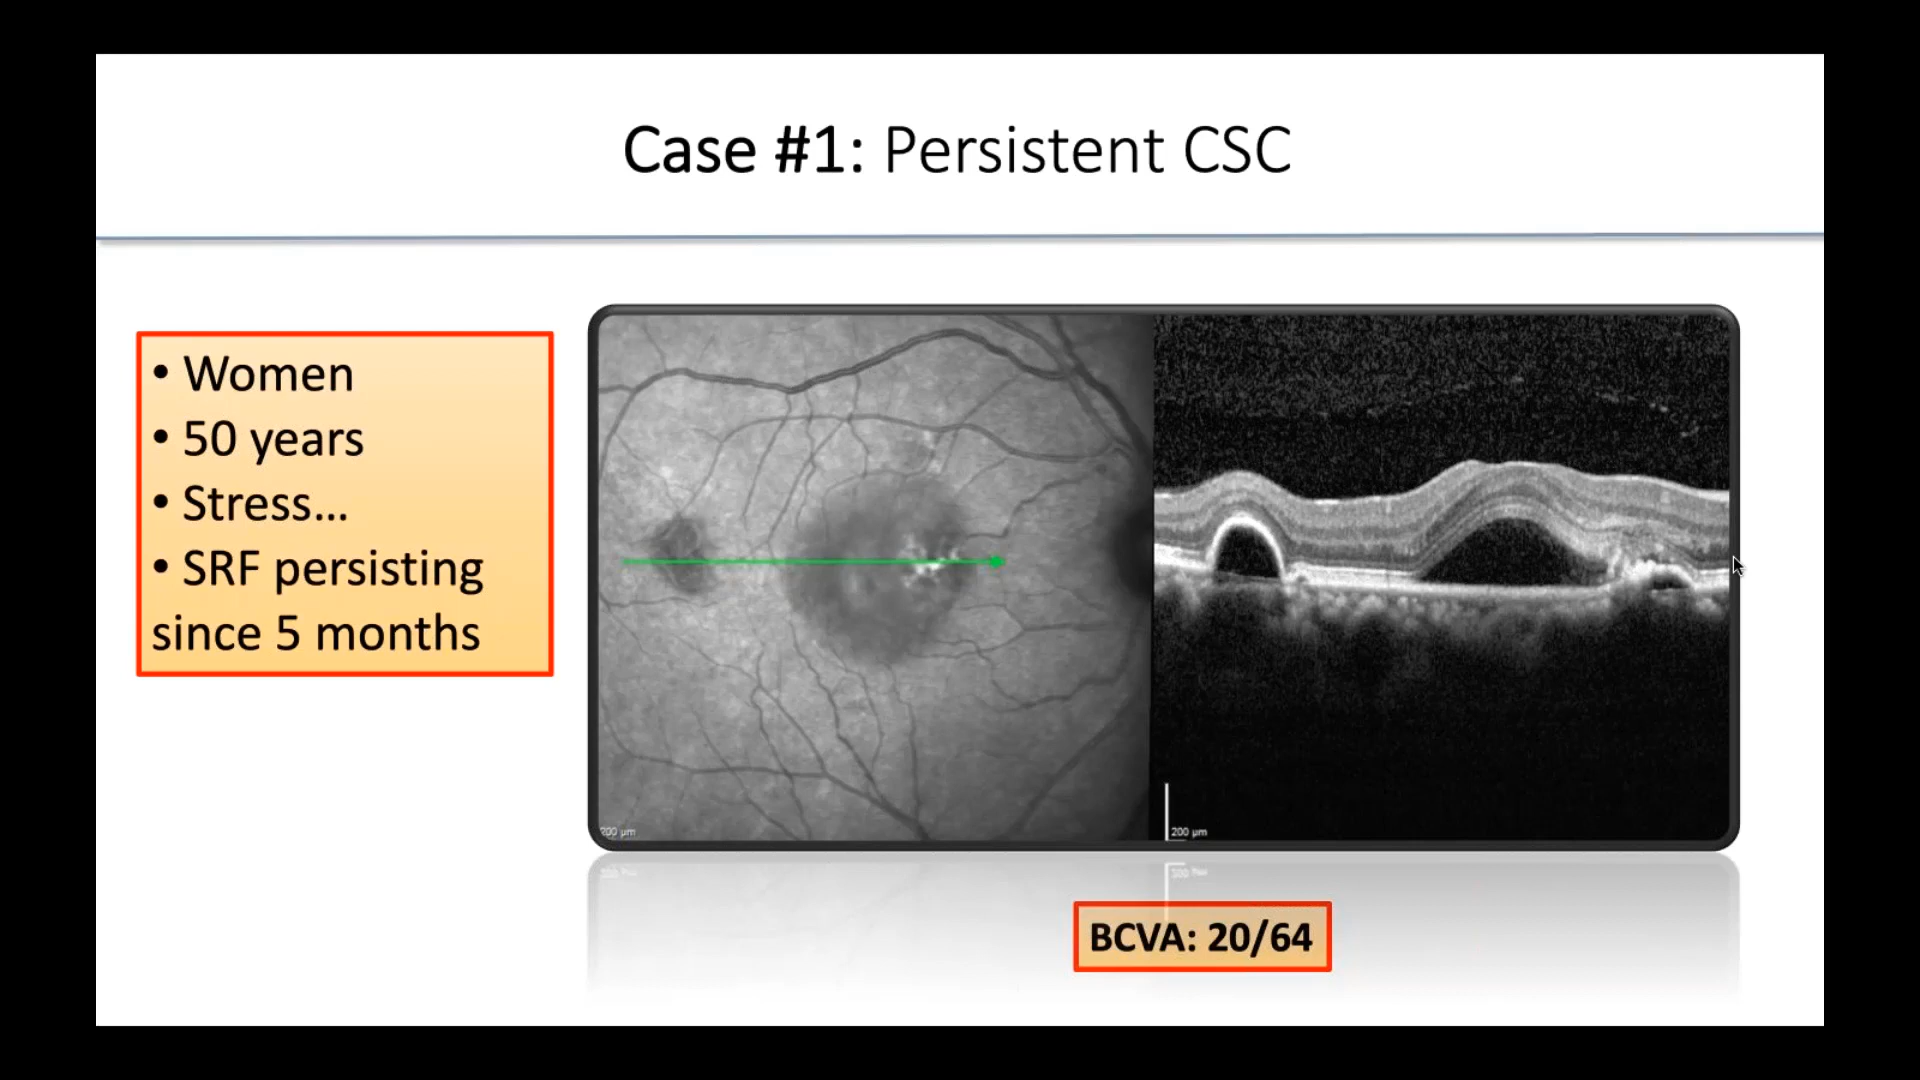 Case #1: Persistent CSC
• Women
• 50 years
• Stress...
• SRF persisting
since 5 months
200 µm
200 µm
BCVA: 20/64